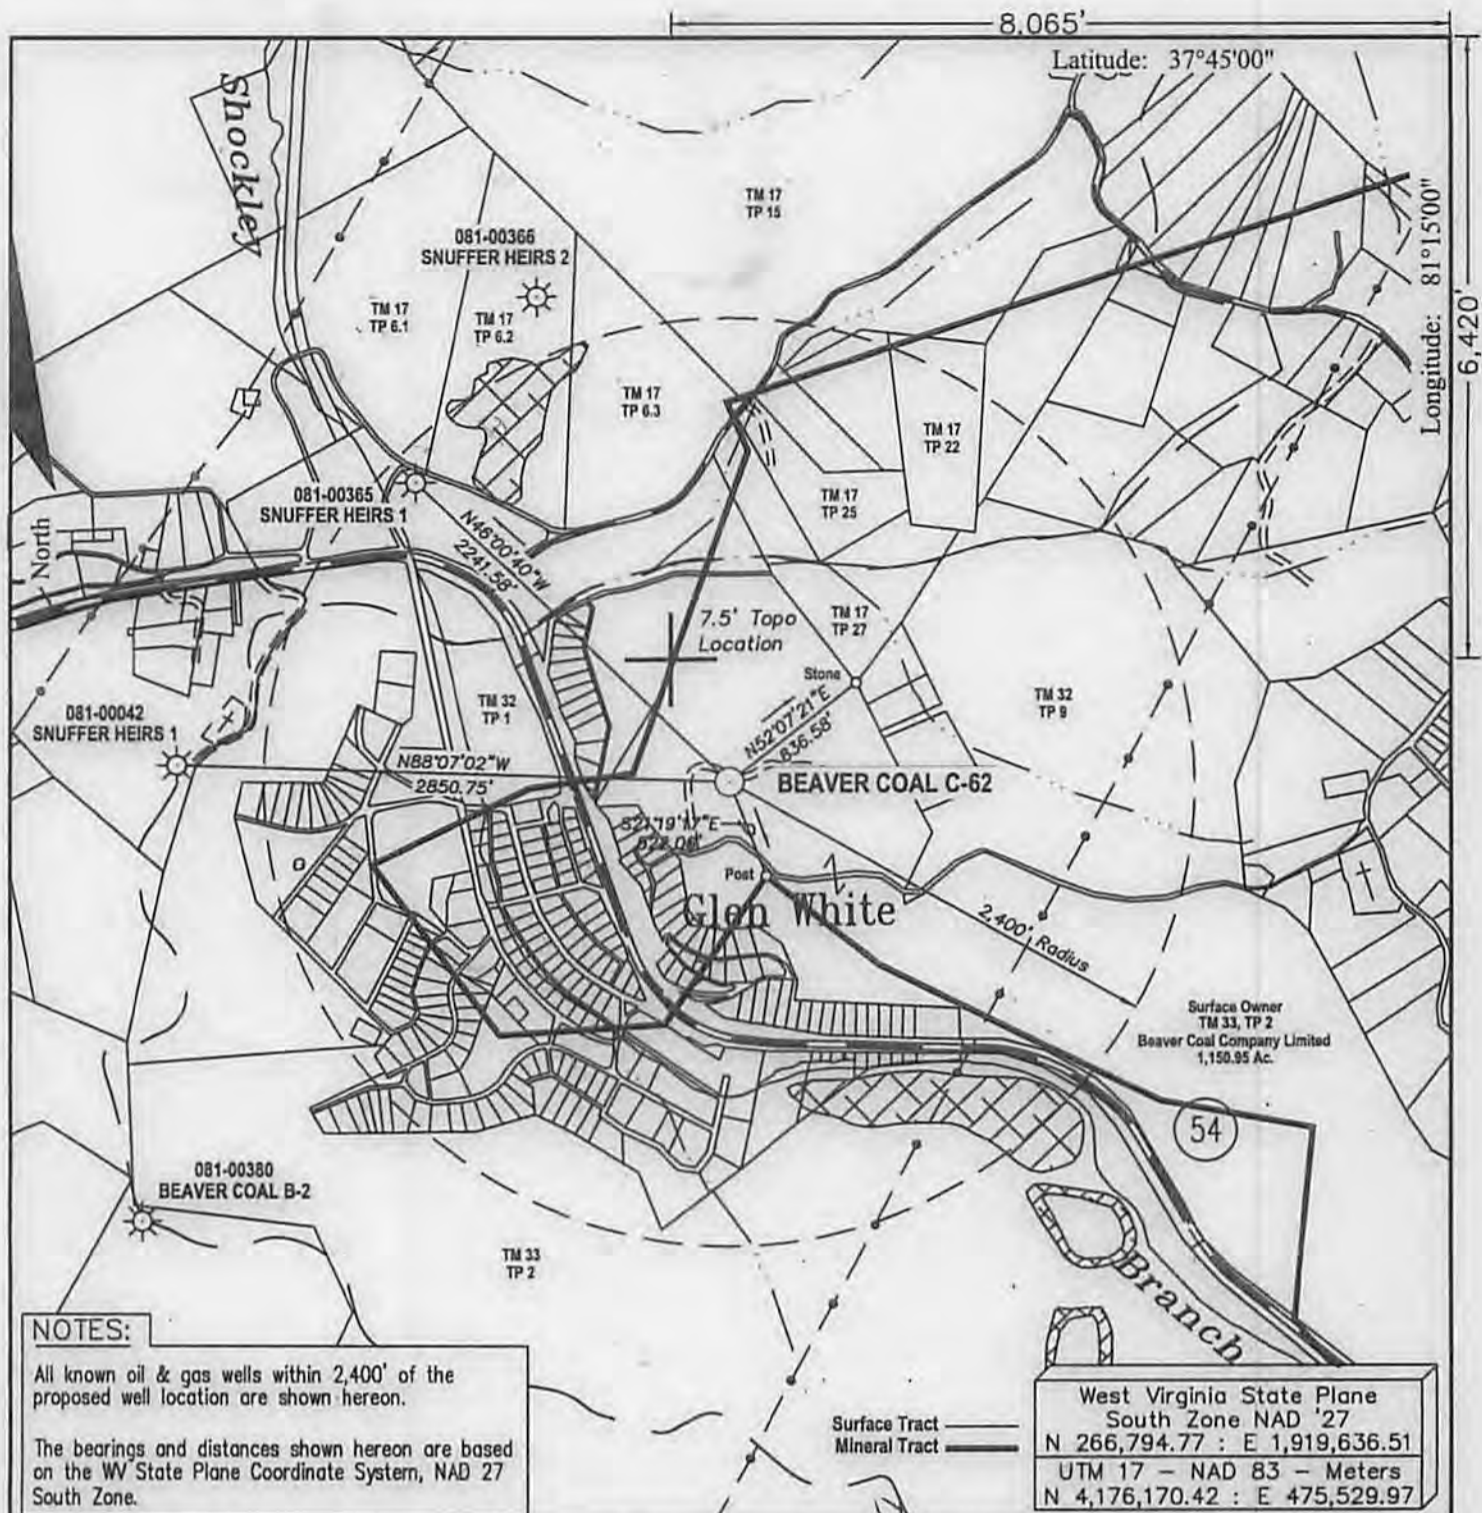 8,065'
Latitude: 37°45'00"
Longitude: 81°15'00"
6,420'
Shockley
TM 17
TP 15
081-00366
SNUFFER HEIRS 2
TM 17
TP 6.1
TM 17
TP 6.2
TM 17
TP 6.3
TM 17
TP 22
081-00365
SNUFFER HEIRS 1
TM 17
TP 25
North
N46°00'40"W
2241.58'
7.5' Topo
Location
TM 17
TP 27
Stone
TM 32
TP 1
TM 32
TP 9
081-00042
SNUFFER HEIRS 1
N52°07'21"E
836.58'
N88°07'02"W
2850.75'
BEAVER COAL C-62
S21°19'17"E
Post
Glen White
2,400' Radius
Surface Owner
TM 33, TP 2
Beaver Coal Company Limited
1,150.95 Ac.
54
081-00380
BEAVER COAL B-2
TM 33
TP 2
Branch
NOTES:
All known oil & gas wells within 2,400' of the
proposed well location are shown hereon.
The bearings and distances shown hereon are based
on the WV State Plane Coordinate System, NAD 27
South Zone.
Surface Tract
Mineral Tract
West Virginia State Plane
South Zone NAD '27
N 266,794.77 : E 1,919,636.51
UTM 17 - NAD 83 - Meters
N 4,176,170.42 : E 475,529.97